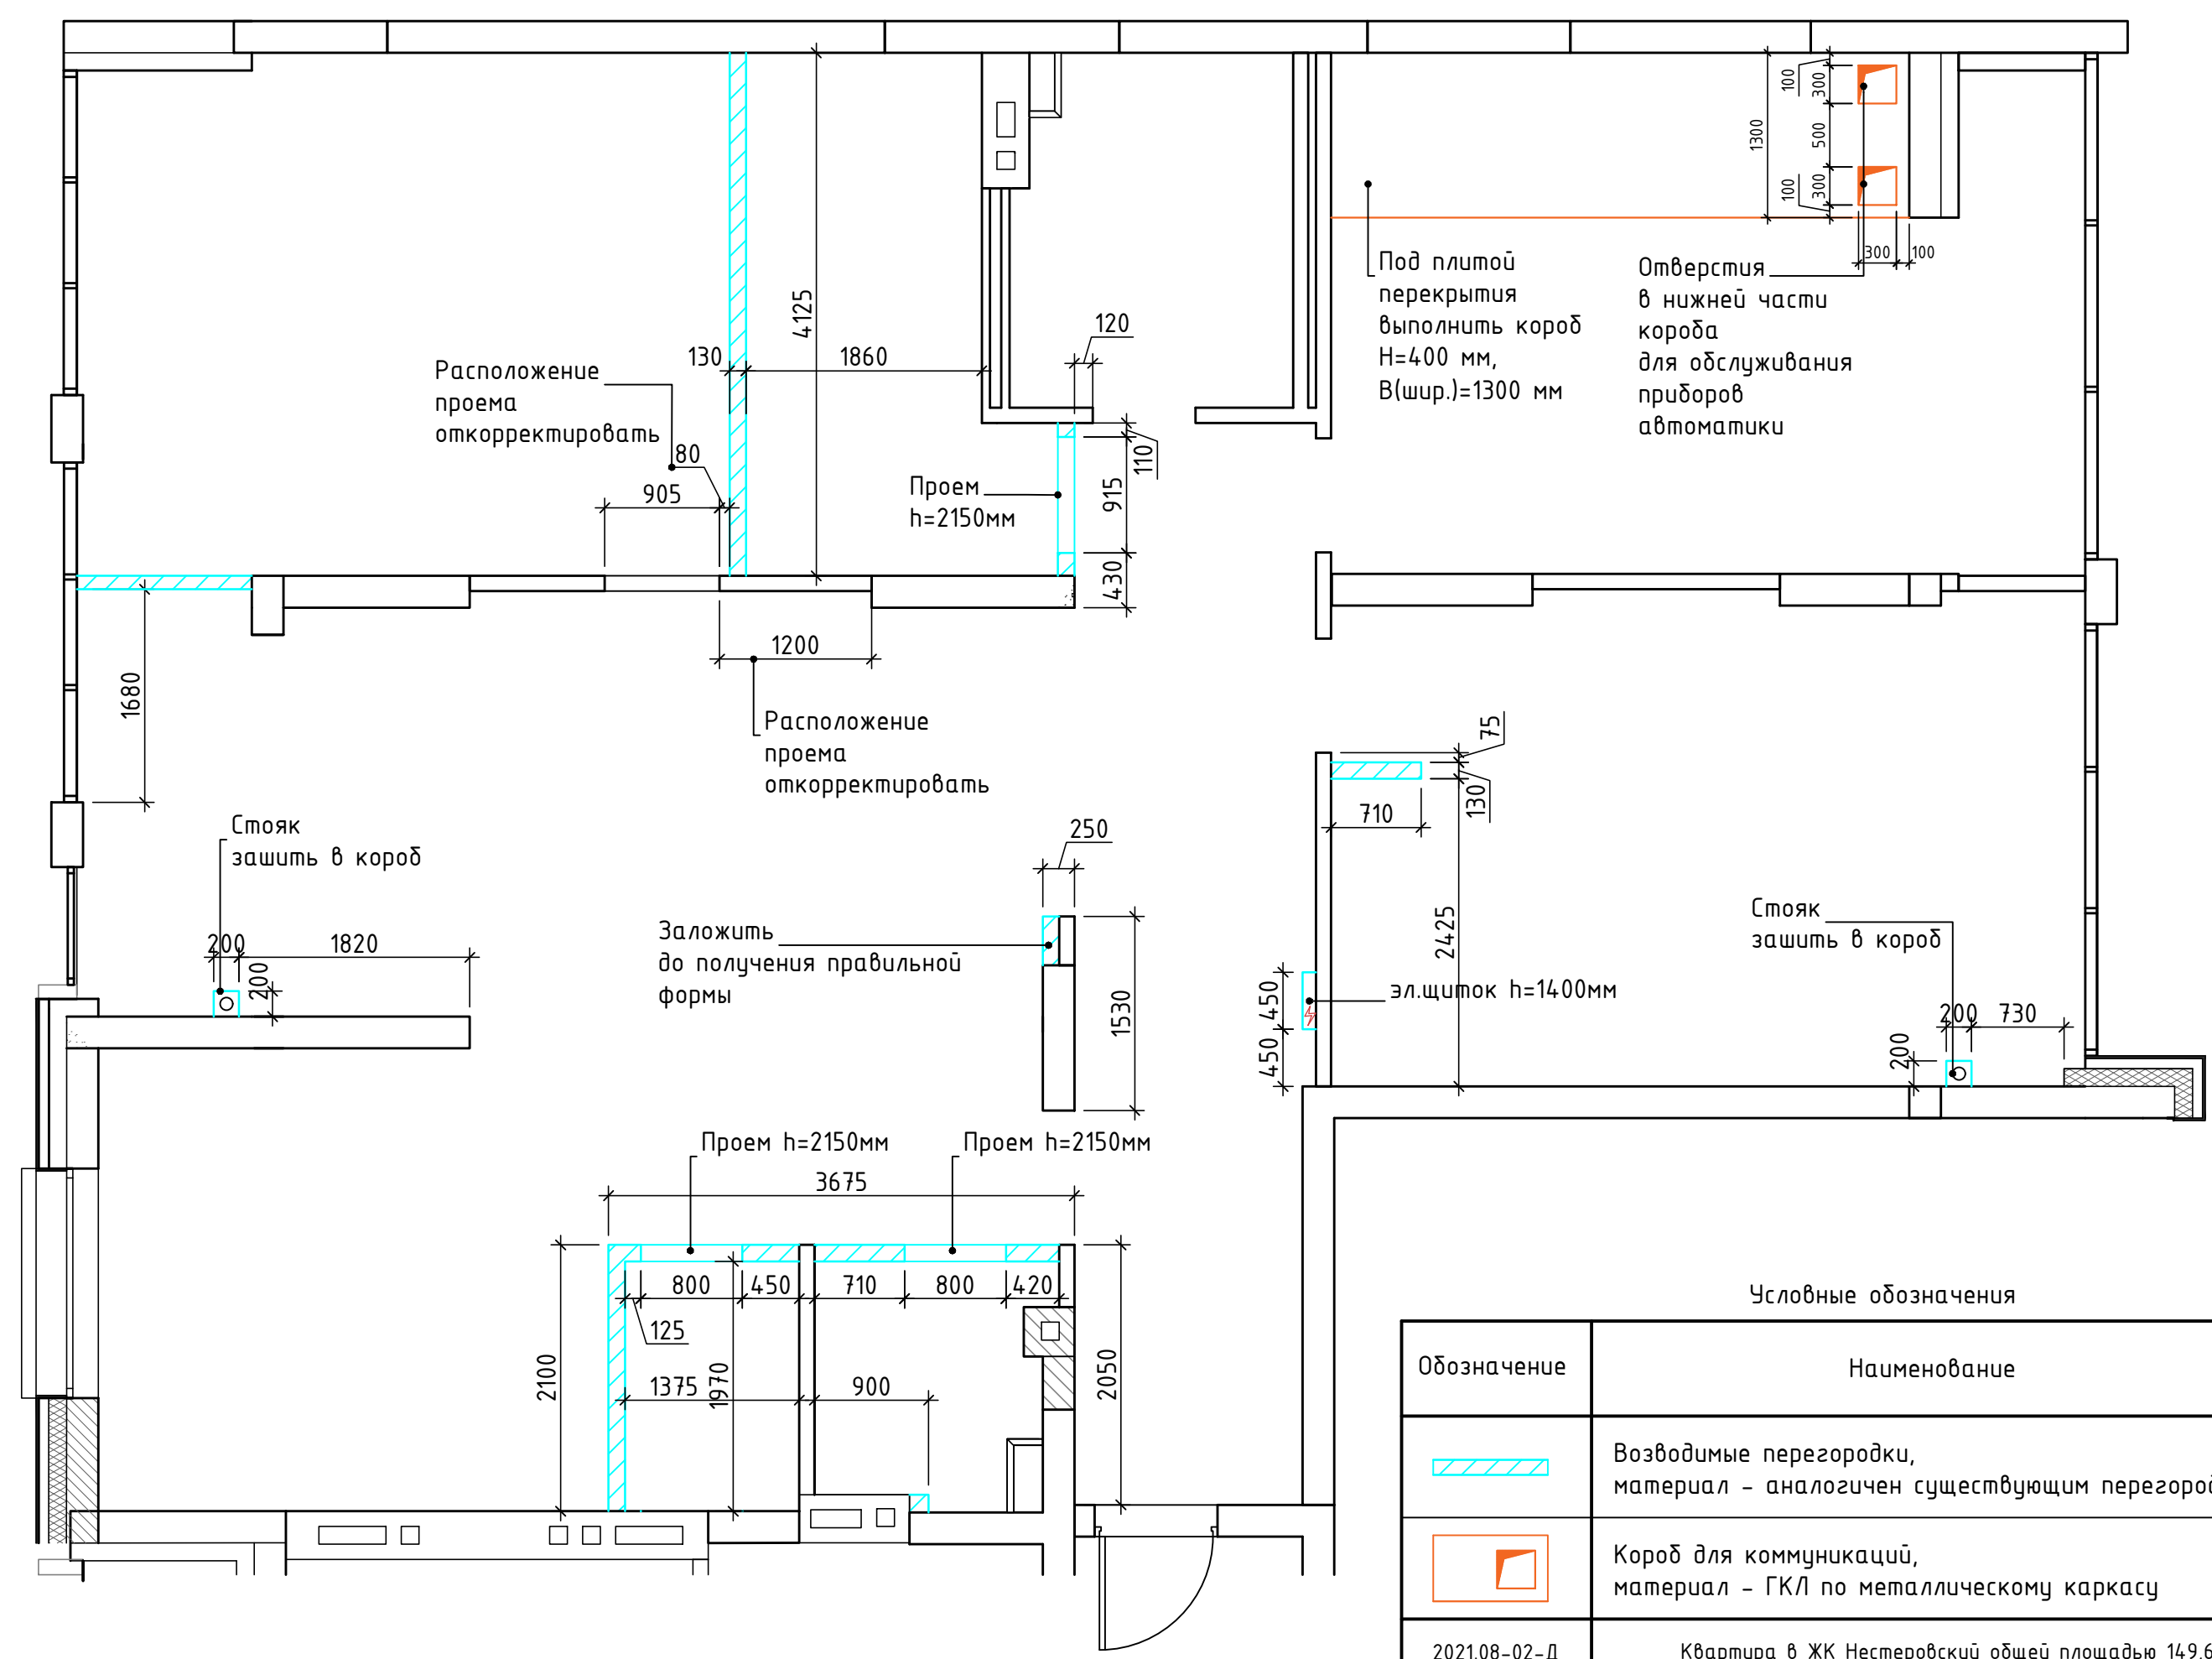 100
300
1300
500
100
300
300
100
Под плитой
перекрытия
выполнить короб
Н=400 мм,
В(шир.)=1300 мм
Отверстия
в нижней части
короба
для обслуживания
приборов
автоматики
4125
120
130
1860
Расположение
проема
откорректировать
80
905
Проем
h=2150мм
110
915
430
1200
1680
Расположение
проема
откорректировать
75
130
710
Стояк
зашить в короб
250
200
1820
200
Заложить
до получения правильной
формы
1530
2425
Стояк
зашить в короб
450
эл.щиток h=1400мм
450
200
730
200
Проем h=2150мм
Проем h=2150мм
3675
800
450
710
800
420
125
2100
1970
1375
900
2050
Условные обозначения
Обозначение
Наименование
Возводимые перегородки,
материал - аналогичен существующим перегород
Короб для коммуникаций,
материал - ГКЛ по металлическому каркасу
2021.08-02-Д
Квартира в ЖК Нестеровский общей площадью 149.6